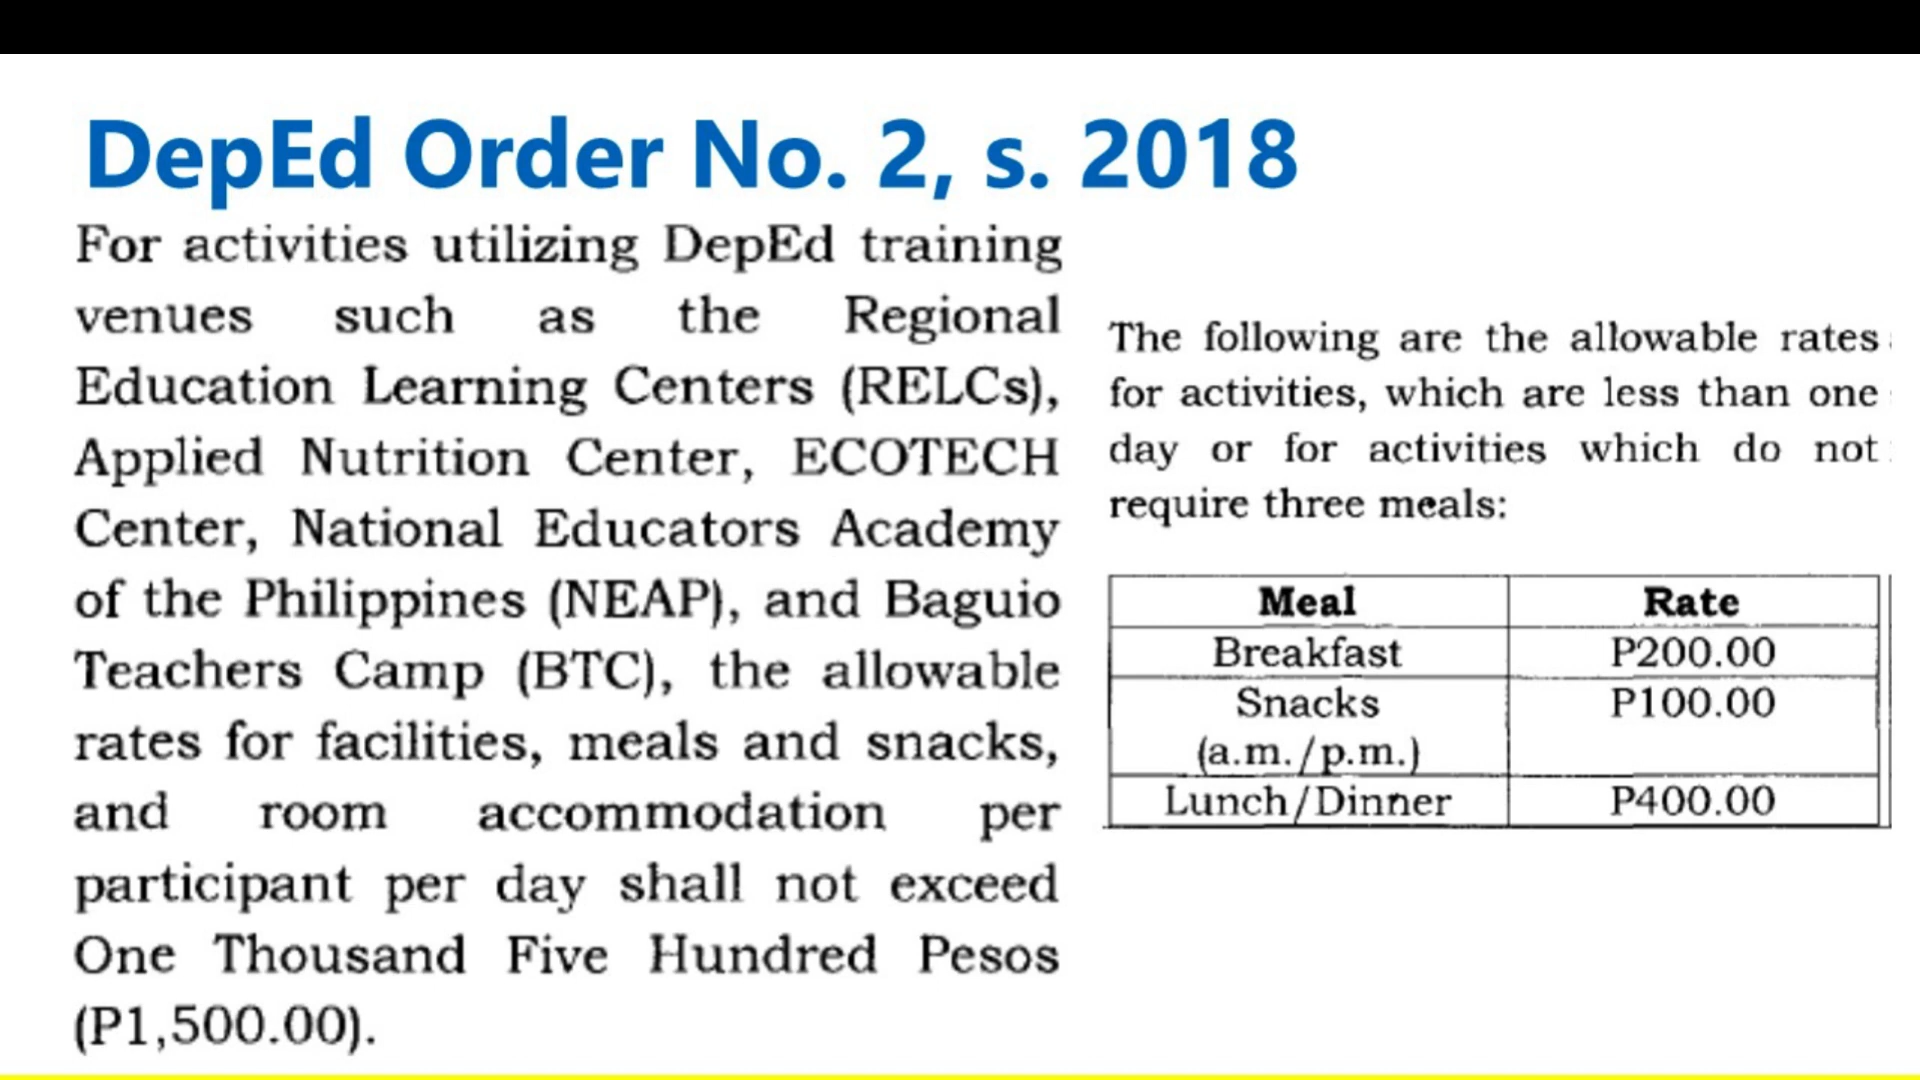 DepEd Order No. 2, s. 2018
For activities utilizing DepEd training
venues such as the Regional
Education Learning Centers (RELCs),
Applied Nutrition Center, ECOTECH
Center, National Educators Academy
of the Philippines (NEAP), and Baguio
Teachers Camp (BTC), the allowable
rates for facilities, meals and snacks,
and room accommodation per
participant per day shall not exceed
One Thousand Five Hundred Pesos
(P1,500.00).
The following are the allowable rates
for activities, which are less than one
day or for activities which do not
require three meals:
Meal Rate
Breakfast P200.00
Snacks P100.00
(a.m./p.m.)
Lunch/Dinner P400.00